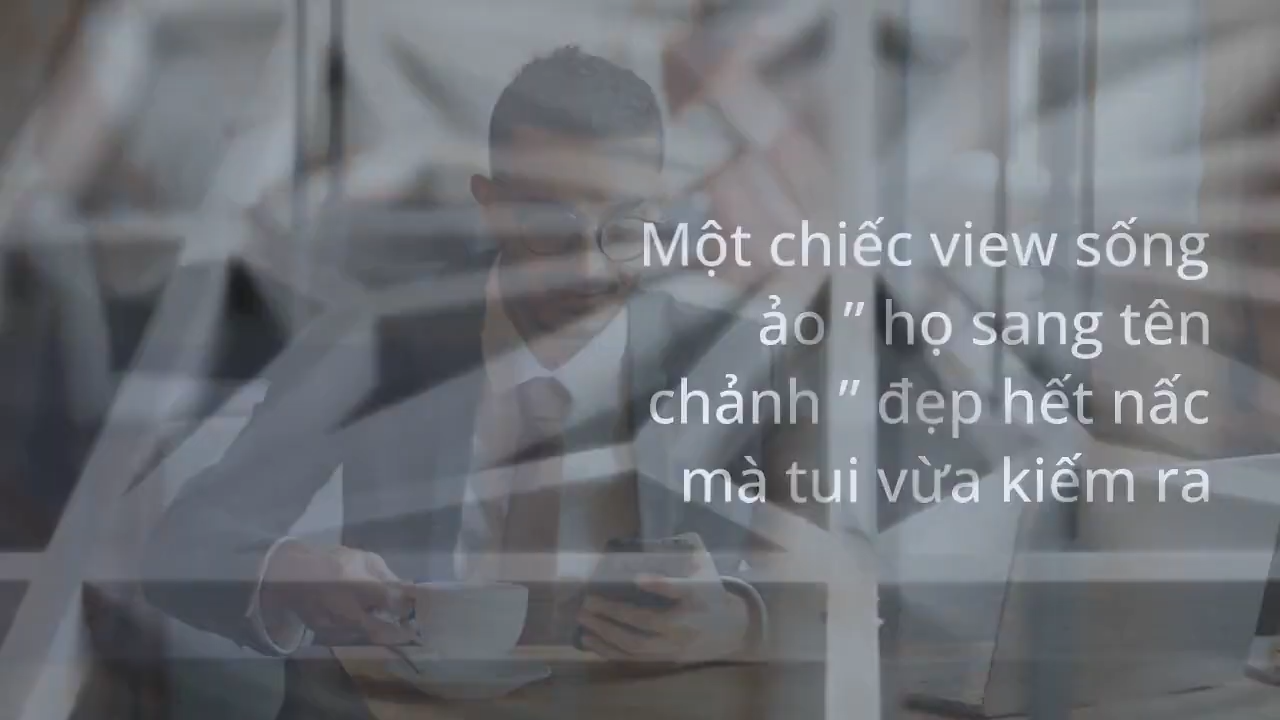 Một chiếc view sống
ảo ” họ sang tên
chảnh ” đẹp hết nấc
mà tui vừa kiếm ra